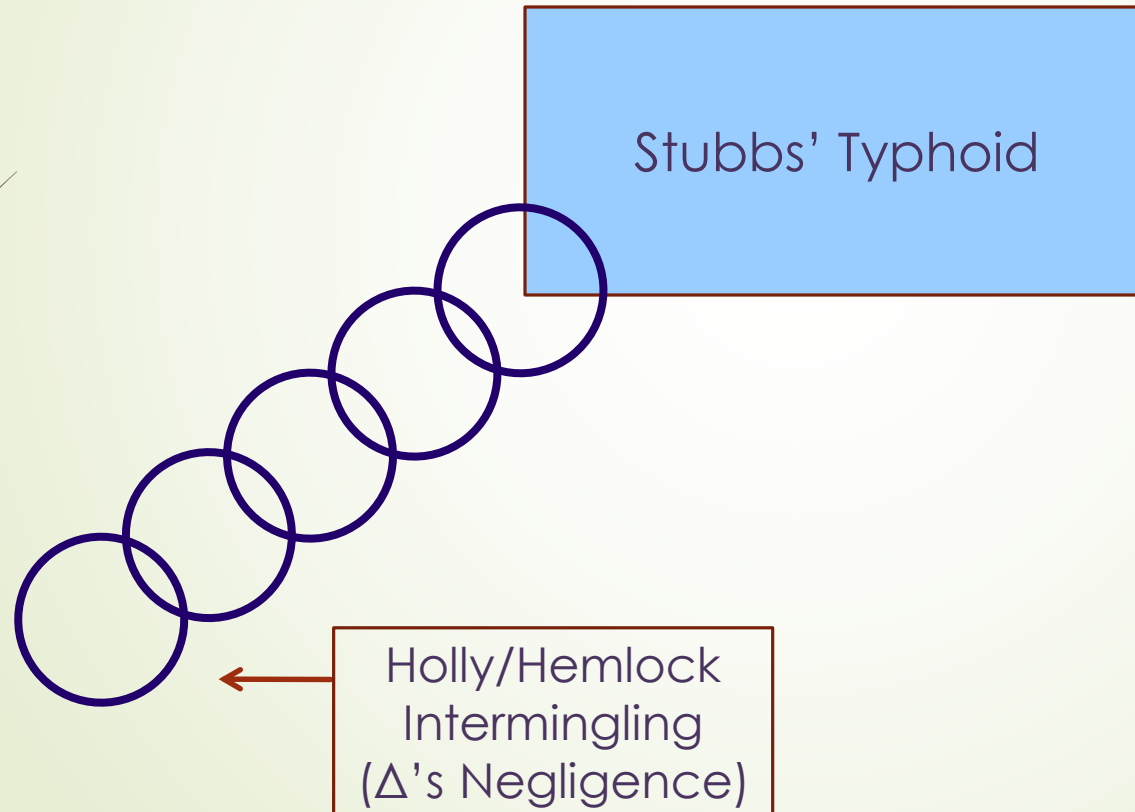 Stubbs’ Typhoid
Holly/Hemlock
Intermingling
(Δ’s Negligence)